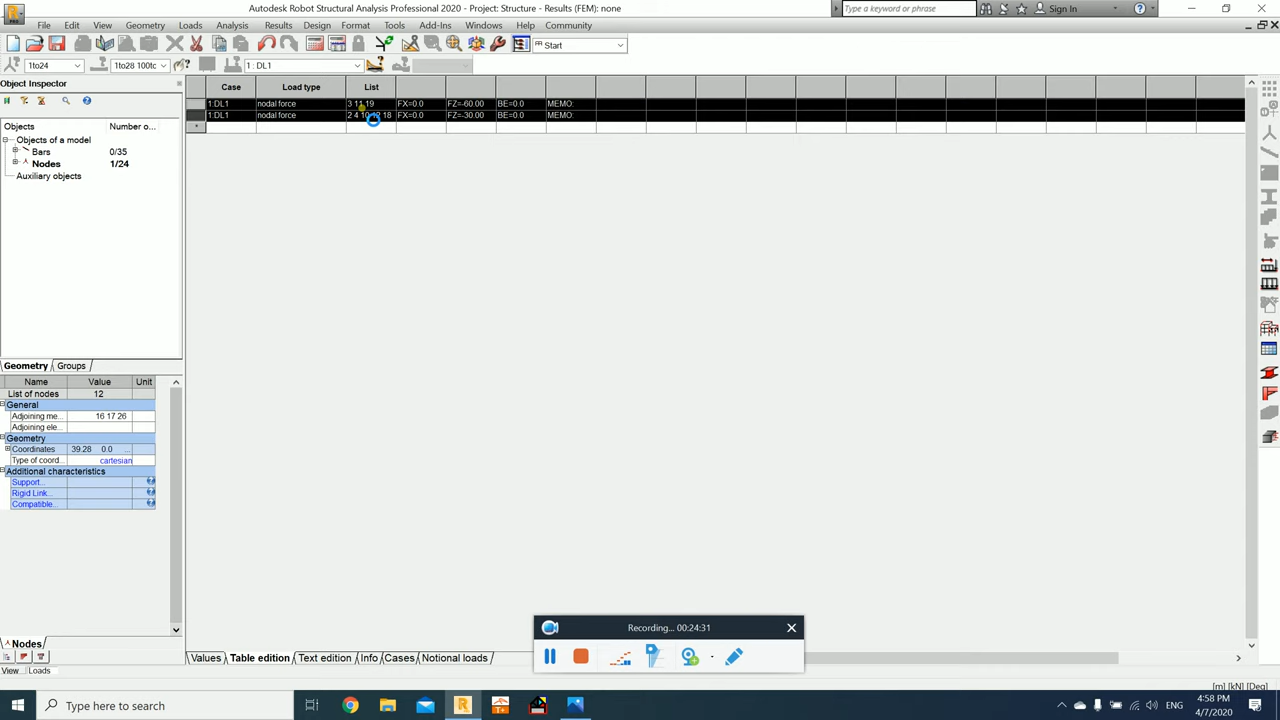 Autodesk Robot Structural Analysis Professional 2020 - Project: Structure - Results (FEM): none
Type a keyword or phrase
Sign In
File Edit View Geometry Loads Analysis Results Design Format Tools Add-Ins Windows Help Community
FR Start
1to24
1to28 100tc
1 : DL1
Object Inspector
Case Load type List
1:DL1 nodal force 3 11 19 FX=0.0 FZ=-60.00 BE=0.0 MEMO:
1:DL1 nodal force 2 4 10 12 18 FX=0.0 FZ=-30.00 BE=0.0 MEMO:
*
Objects Number o...
Objects of a model
Bars 0/35
Nodes 1/24
Auxiliary objects
Geometry Groups
Name Value Unit
List of nodes 12
General
Adjoining me... 16 17 26
Adjoining ele...
Geometry
Coordinates 39.28 0.0 ...
Type of coord... cartesian
Additional characteristics
Support...
Rigid Link...
Compatible...
Recording... 00:24:31
Nodes
Values Table edition Text edition Info Cases Notional loads
View Loads
[m] [kN] [Deg]
Type here to search
ENG
4:58 PM
4/7/2020